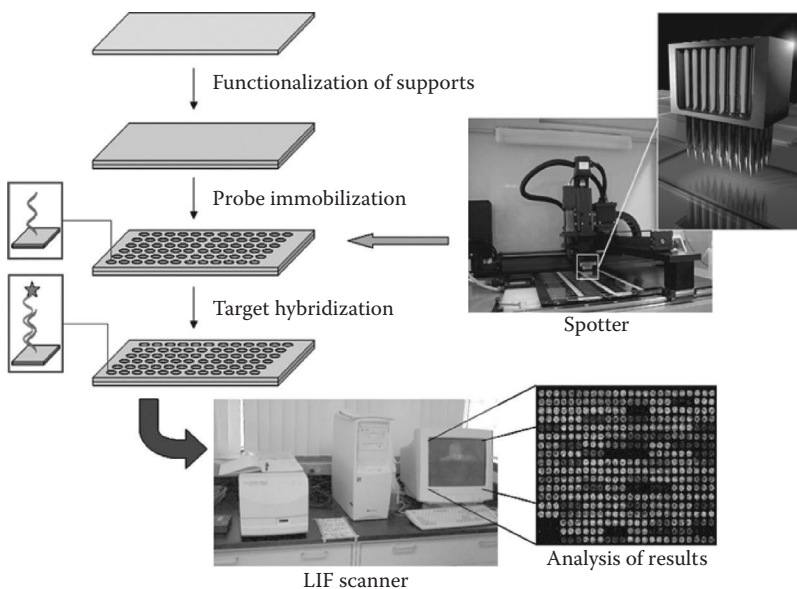 Functionalization of supports
Probe immobilization
Target hybridization
Spotter
LIF scanner
Analysis of results